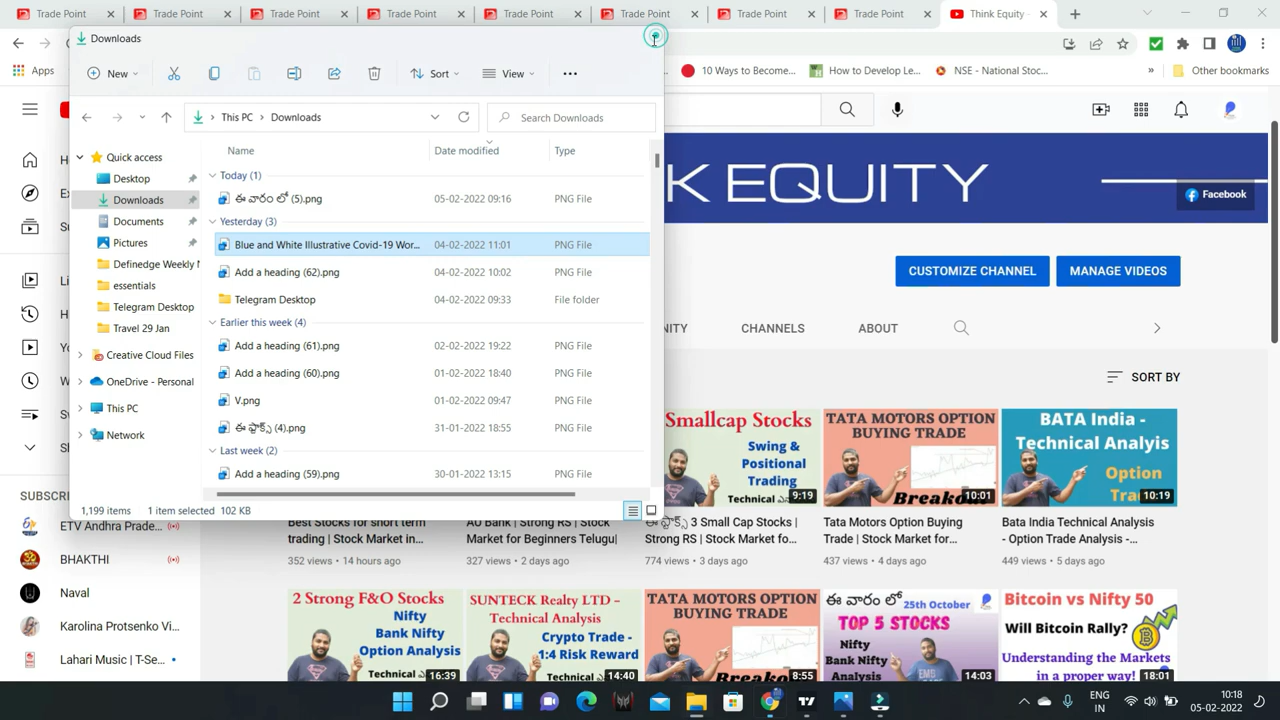 Trade Point
Trade Point
Trade Point
Trade Point
Trade Point
Trade Point
Trade Point
Trade Point
Think Equity -
Apps
10 Ways to Become...
How to Develop Le...
NSE - National Stoc...
»
Other bookmarks
Downloads
New
Sort
View
This PC > Downloads
Search Downloads
Name
Date modified
Type
Quick access
Desktop
Downloads
Documents
Pictures
Definedge Weekly N
essentials
Telegram Desktop
Travel 29 Jan
Creative Cloud Files
OneDrive - Personal
This PC
Network
Today (1)
ఈ వారం లో (5).png 05-02-2022 09:16 PNG File
Yesterday (3)
Blue and White Illustrative Covid-19 Wor... 04-02-2022 11:01 PNG File
Add a heading (62).png 04-02-2022 10:02 PNG File
Telegram Desktop 04-02-2022 09:33 File folder
Earlier this week (4)
Add a heading (61).png 02-02-2022 19:22 PNG File
Add a heading (60).png 01-02-2022 18:40 PNG File
V.png 01-02-2022 09:47 PNG File
ఈ ఫ్లాక్స్ (4).png 31-01-2022 18:55 PNG File
Last week (2)
Add a heading (59).png 30-01-2022 13:15 PNG File
1,199 items 1 item selected 102 KB
K EQUITY
Facebook
CUSTOMIZE CHANNEL
MANAGE VIDEOS
CHANNELS
ABOUT
SORT BY
Smallcap Stocks
Swing &
Positional
Trading
9:19
TATA MOTORS OPTION
BUYING TRADE
10:01
BATA India -
Technical Analyis
Option
10:19
Best Stocks for short term
trading | Stock Market in...
352 views • 14 hours ago
AU Bank | Strong RS | Stock
Market for Beginners Telugu|
327 views • 2 days ago
3 Small Cap Stocks |
Strong RS | Stock Market fo...
774 views • 3 days ago
Tata Motors Option Buying
Trade | Stock Market for...
437 views • 4 days ago
Bata India Technical Analysis
- Option Trade Analysis -...
449 views • 5 days ago
SUBSCRI
ETV Andhra Prade...
BHAKTHI
Naval
Karolina Protsenko Vi...
Lahari Music | T-Se...
2 Strong F&O Stocks
Nifty
Bank Nifty
Option Analysis
16:39
SUNTECK Realty LTD -
Technical Analysis
Crypto Trade -
1:4 Risk Reward
14:40
TATA MOTORS OPTION
BUYING TRADE
8:55
ఈ వారం లో 25th October
TOP 5 STOCKS
Nifty
Bank Nifty
Analysis
14:03
Bitcoin vs Nifty 50
Will Bitcoin Rally?
Understanding the Markets
in a proper way!
18:01
ENG
IN
10:18
05-02-2022